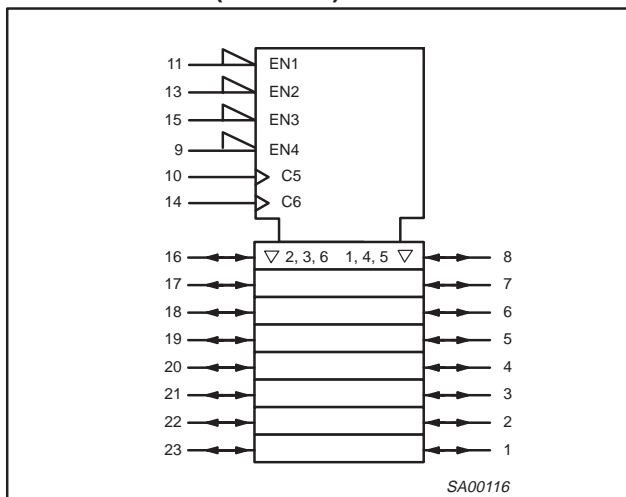 11 EN1
13 EN2
15 EN3
9 EN4
10 C5
14 C6
16 ▽ 2, 3, 6 1, 4, 5 ▽ 8
17 7
18 6
19 5
20 4
21 3
22 2
23 1
SA00116